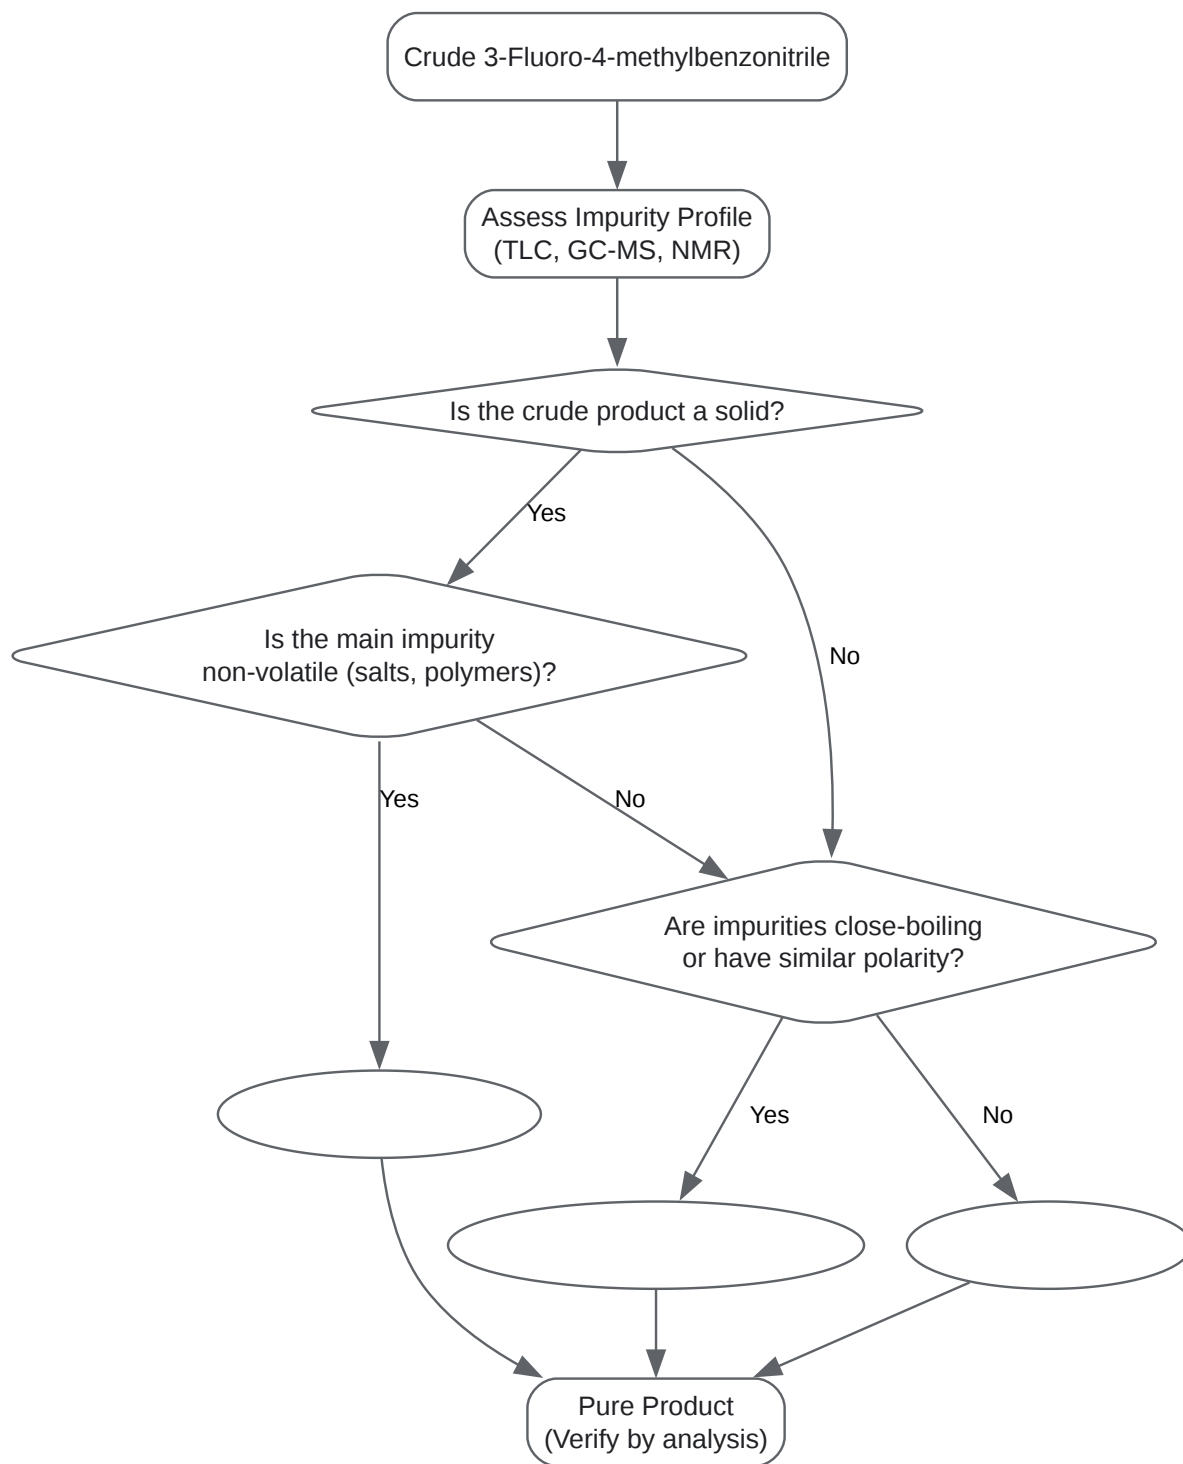 Crude 3-Fluoro-4-methylbenzonitrile
Assess Impurity Profile
(TLC, GC-MS, NMR)
Is the crude product a solid?
Yes
Is the main impurity
non-volatile (salts, polymers)?
No
Yes
No
Are impurities close-boiling
or have similar polarity?
Yes
No
Pure Product
(Verify by analysis)